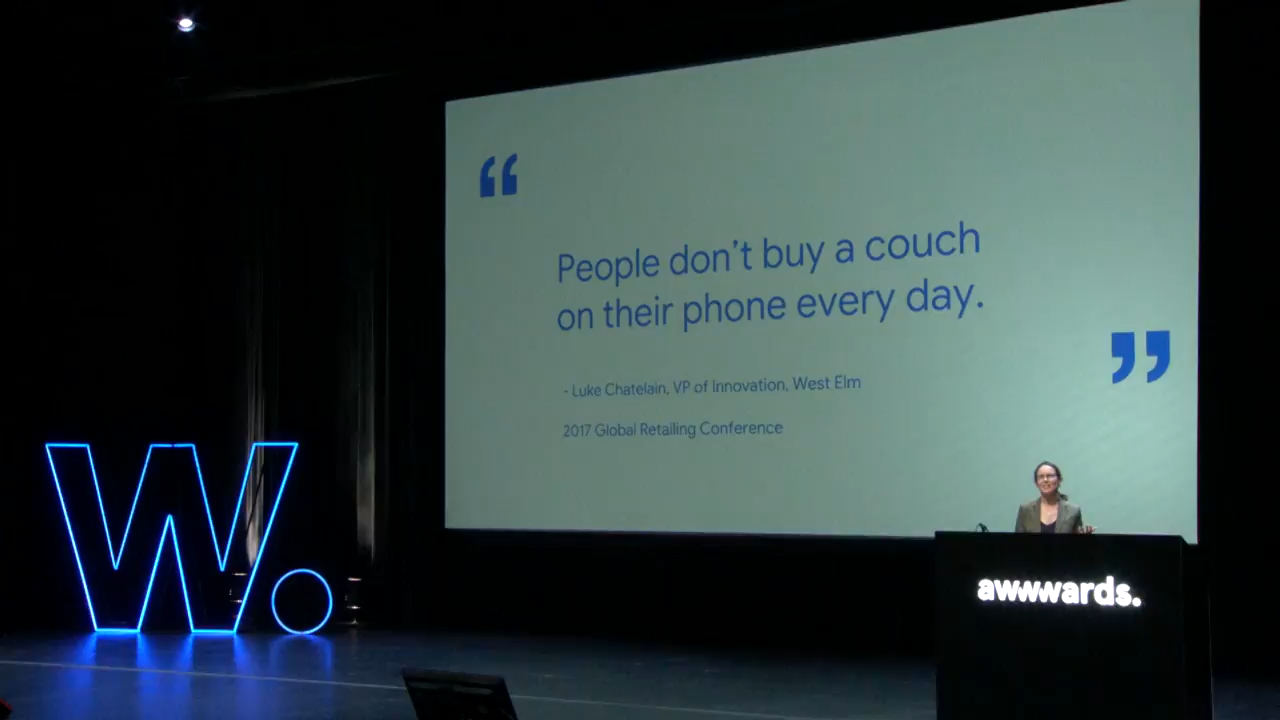 “
People don’t buy a couch
on their phone every day.
”
- Luke Chatelain, VP of Innovation, West Elm
2017 Global Retailing Conference
W.
awwwards.